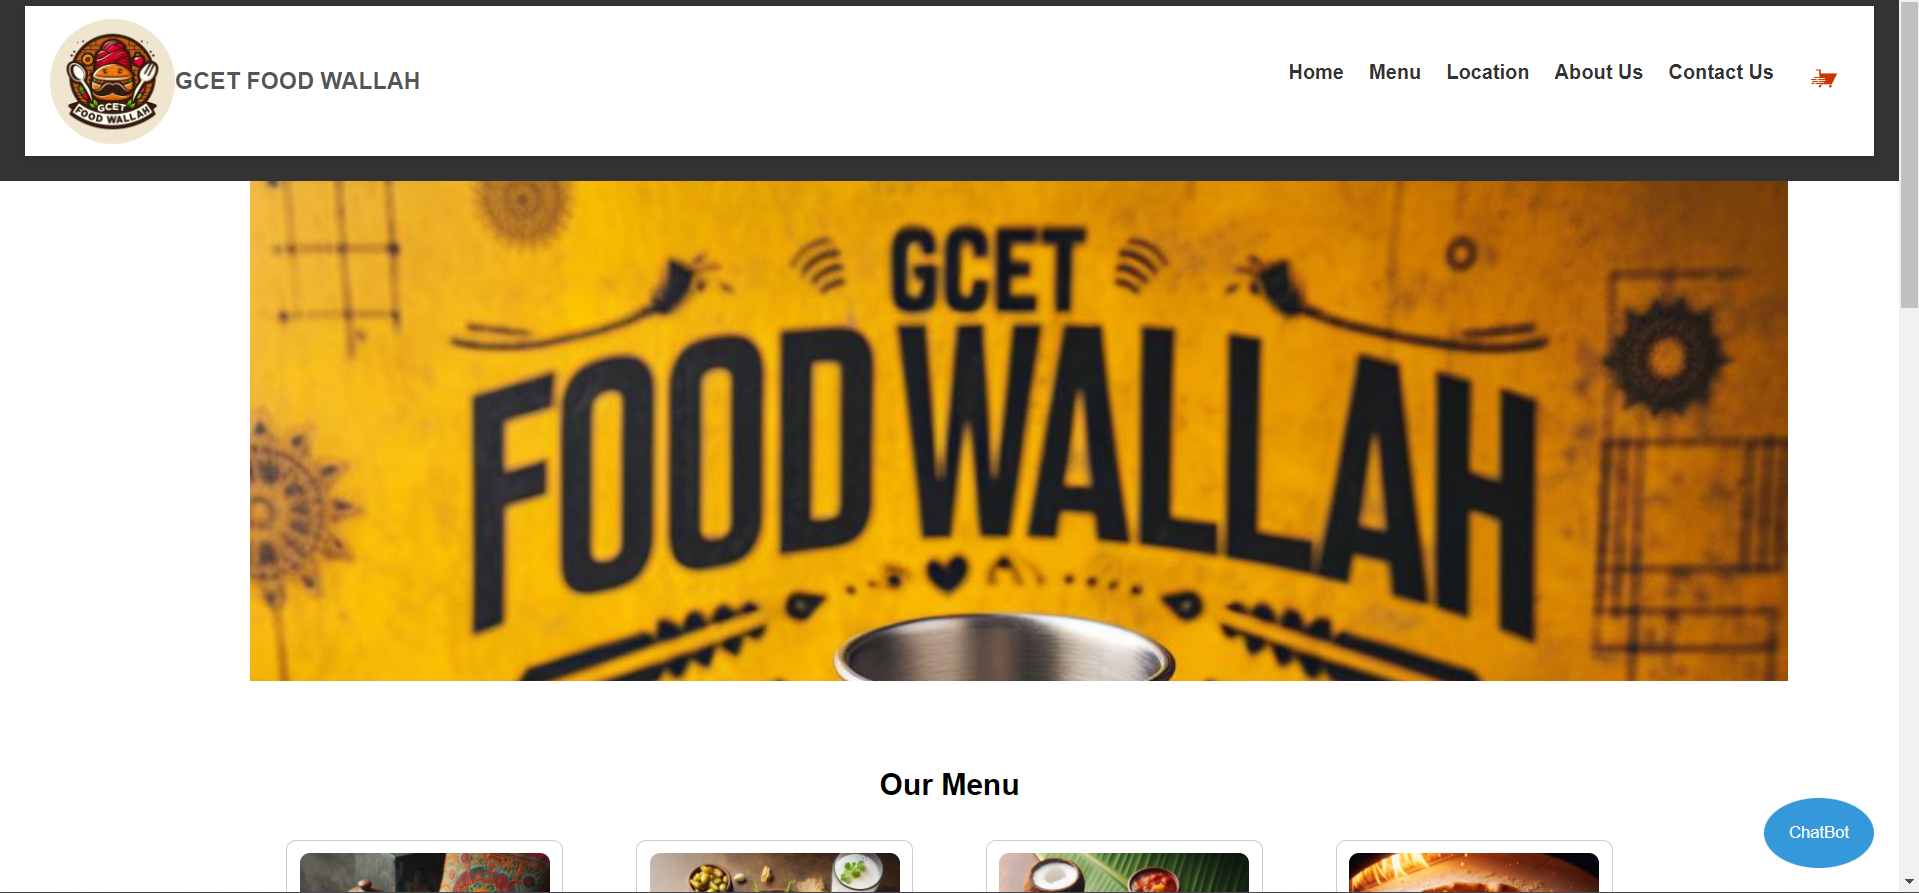 GCET
FOOD WALLAH
GCET FOOD WALLAH
Home
Menu
Location
About Us
Contact Us
GCET
FOOD WALLAH
Our Menu
ChatBot